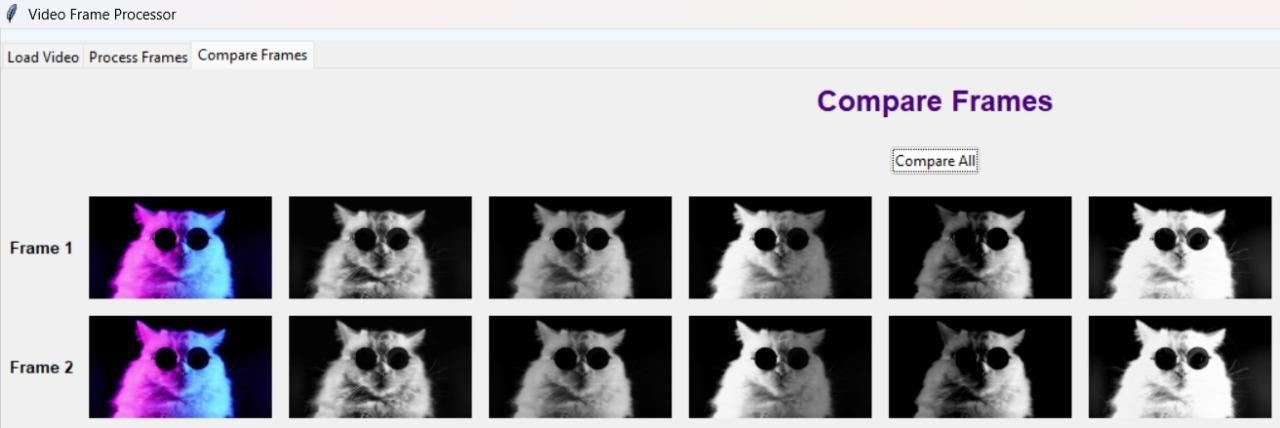 Video Frame Processor
Load Video Process Frames Compare Frames
Compare Frames
Compare All
Frame 1
Frame 2